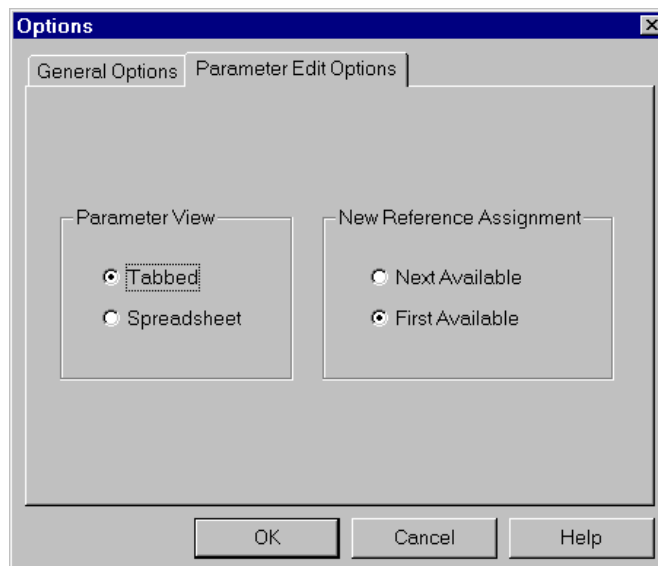 Options
General Options Parameter Edit Options
Parameter View New Reference Assignment
Tabbed Next Available
Spreadsheet First Available
OK Cancel Help